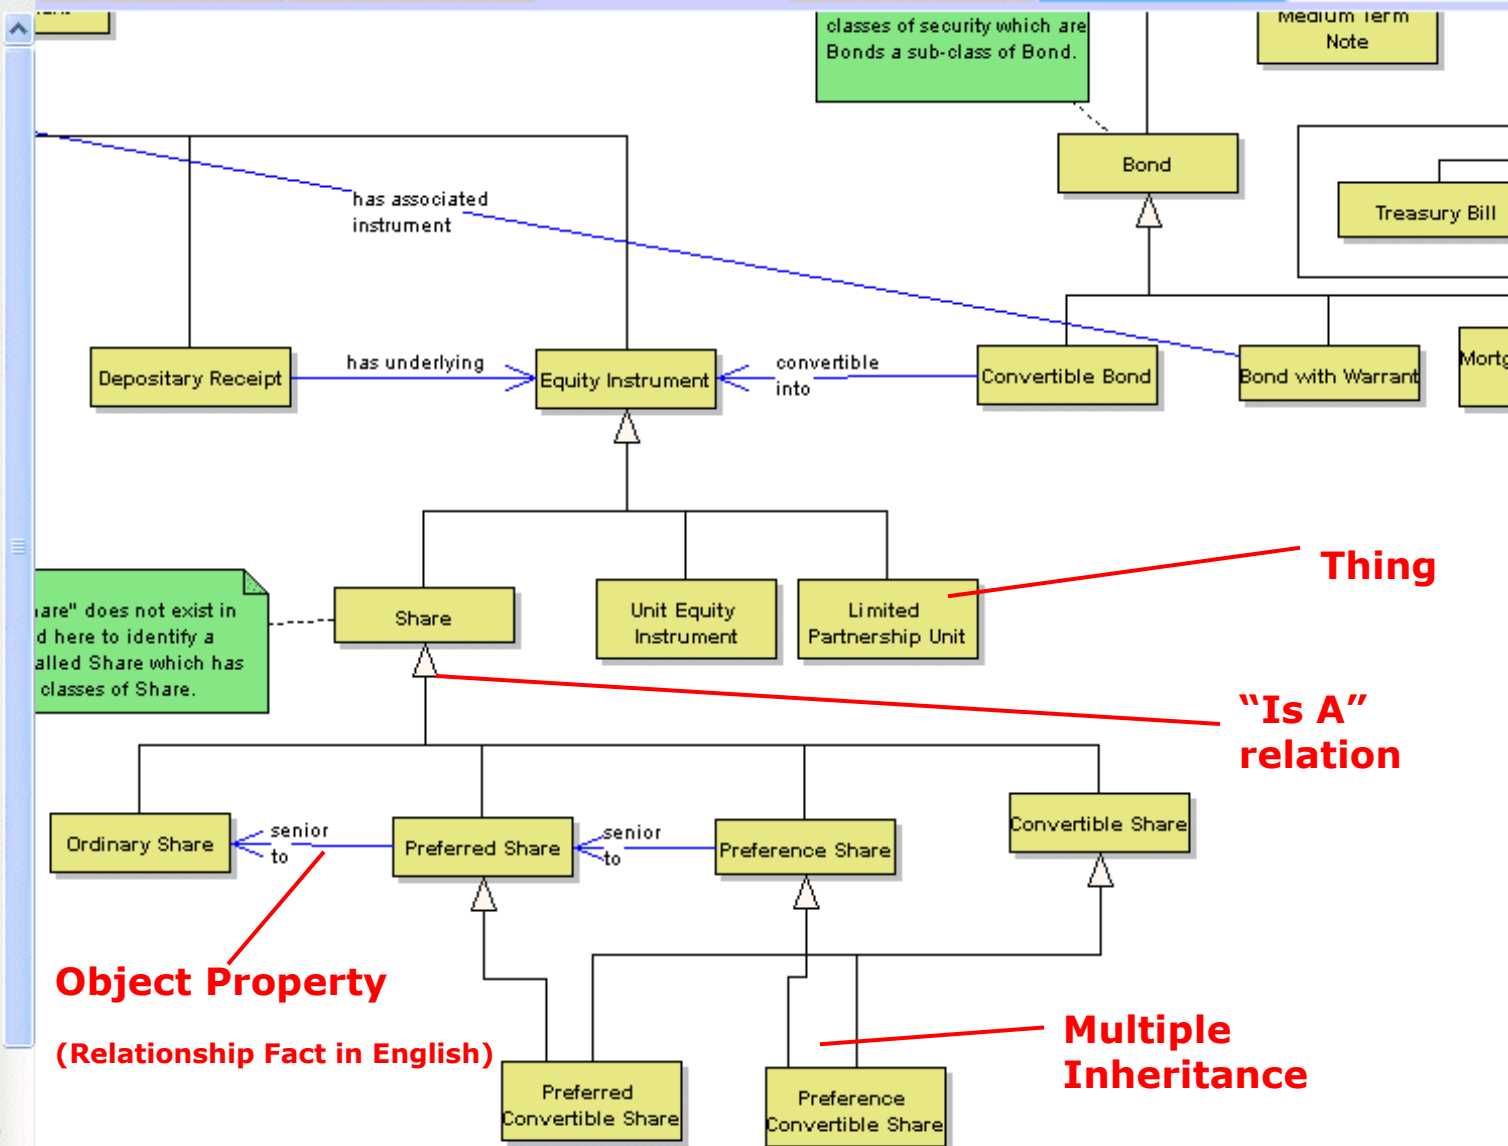 classes of security which are
Bonds a sub-class of Bond.
Medium Term
Note
Bond
Treasury Bill
has associated
instrument
Depositary Receipt
has underlying
Equity Instrument
convertible
into
Convertible Bond
Bond with Warrant
Mortg
Thing
are" does not exist in
d here to identify a
alled Share which has
classes of Share.
Share
Unit Equity
Instrument
Limited
Partnership Unit
“Is A”
relation
Ordinary Share
senior
to
Preferred Share
senior
to
Preference Share
Convertible Share
Object Property
(Relationship Fact in English)
Multiple
Inheritance
Preferred
Convertible Share
Preference
Convertible Share